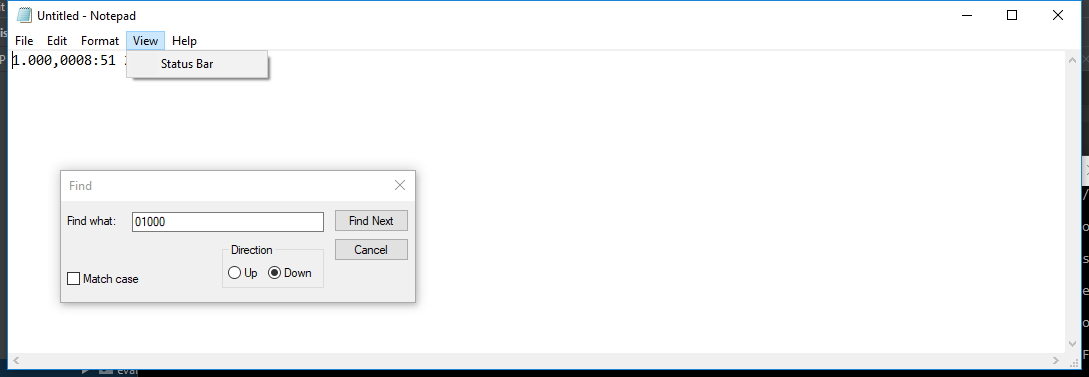 Untitled - Notepad
File Edit Format View Help
1.000,0008:51
Status Bar
Find
Find what: 01000 Find Next
Direction Cancel
Up Down
Match case
eval